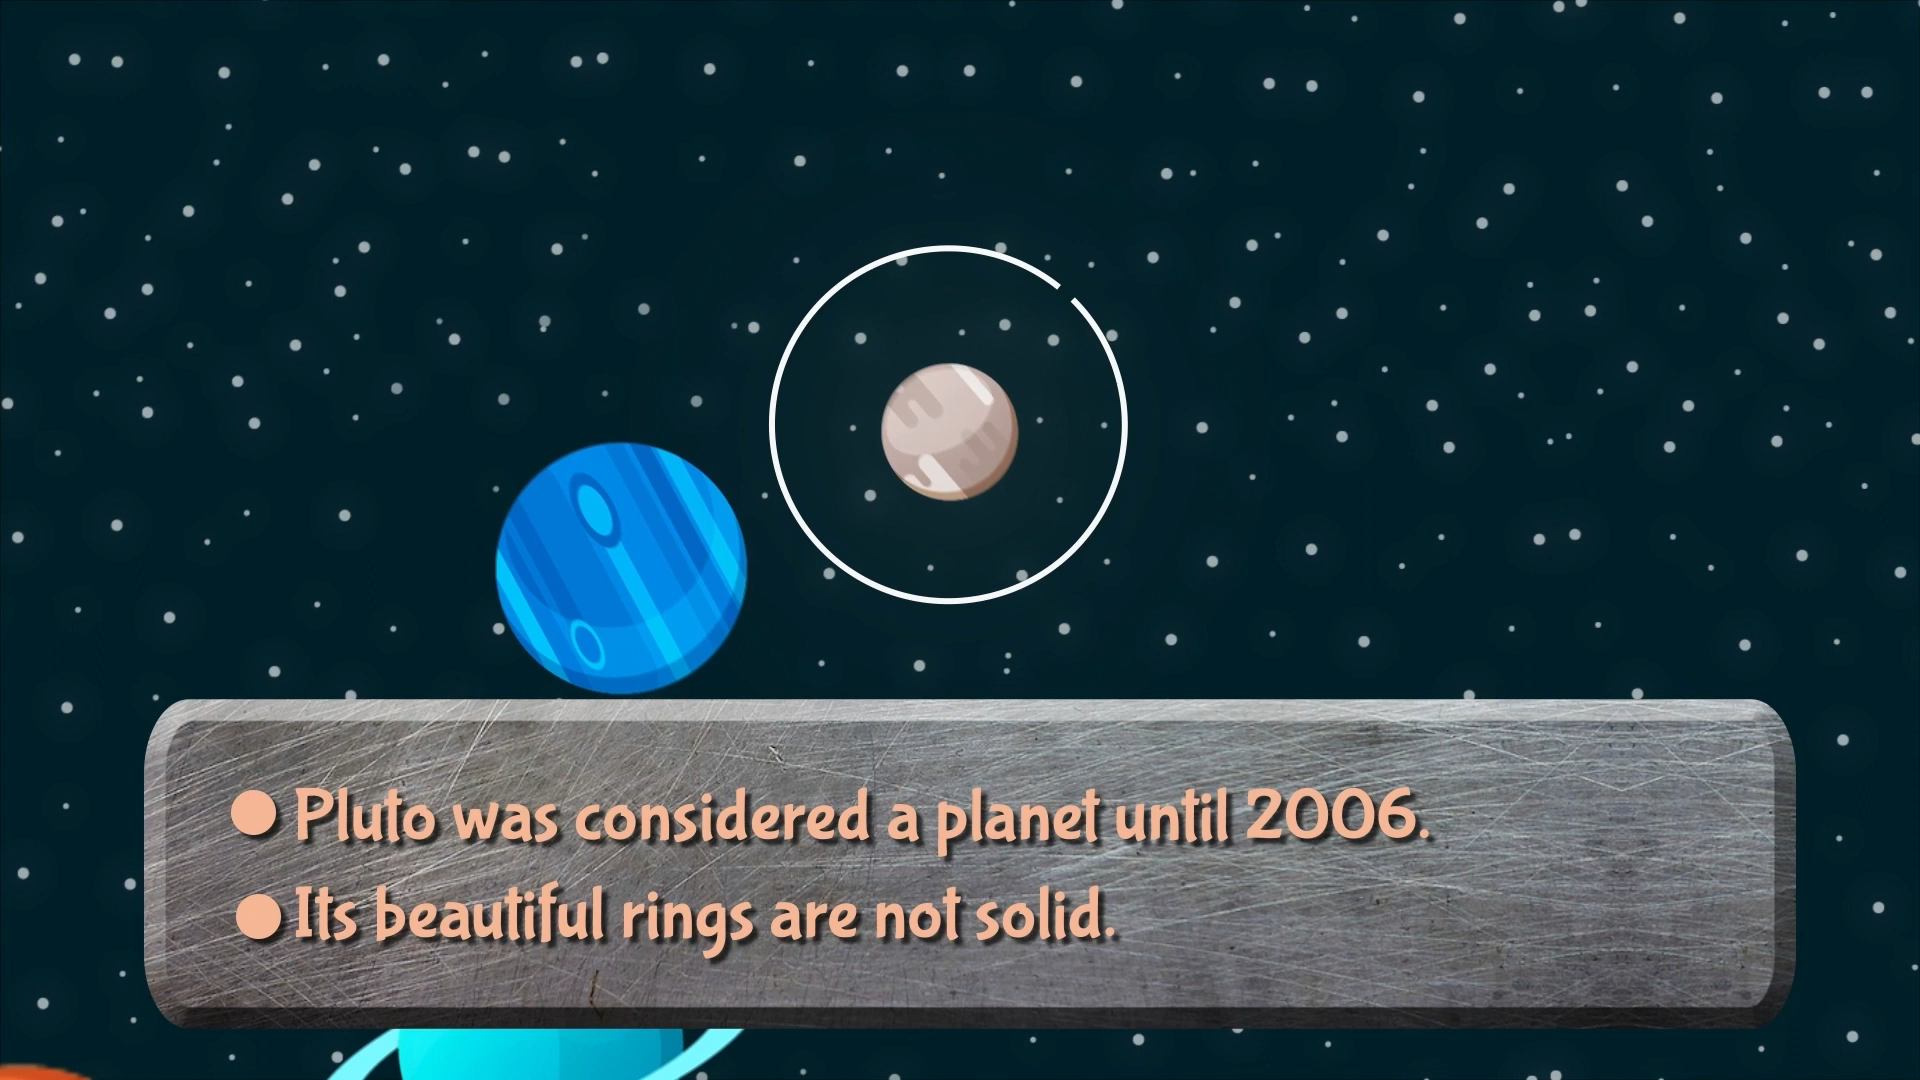 Pluto was considered a planet until 2006.
Its beautiful rings are not solid.